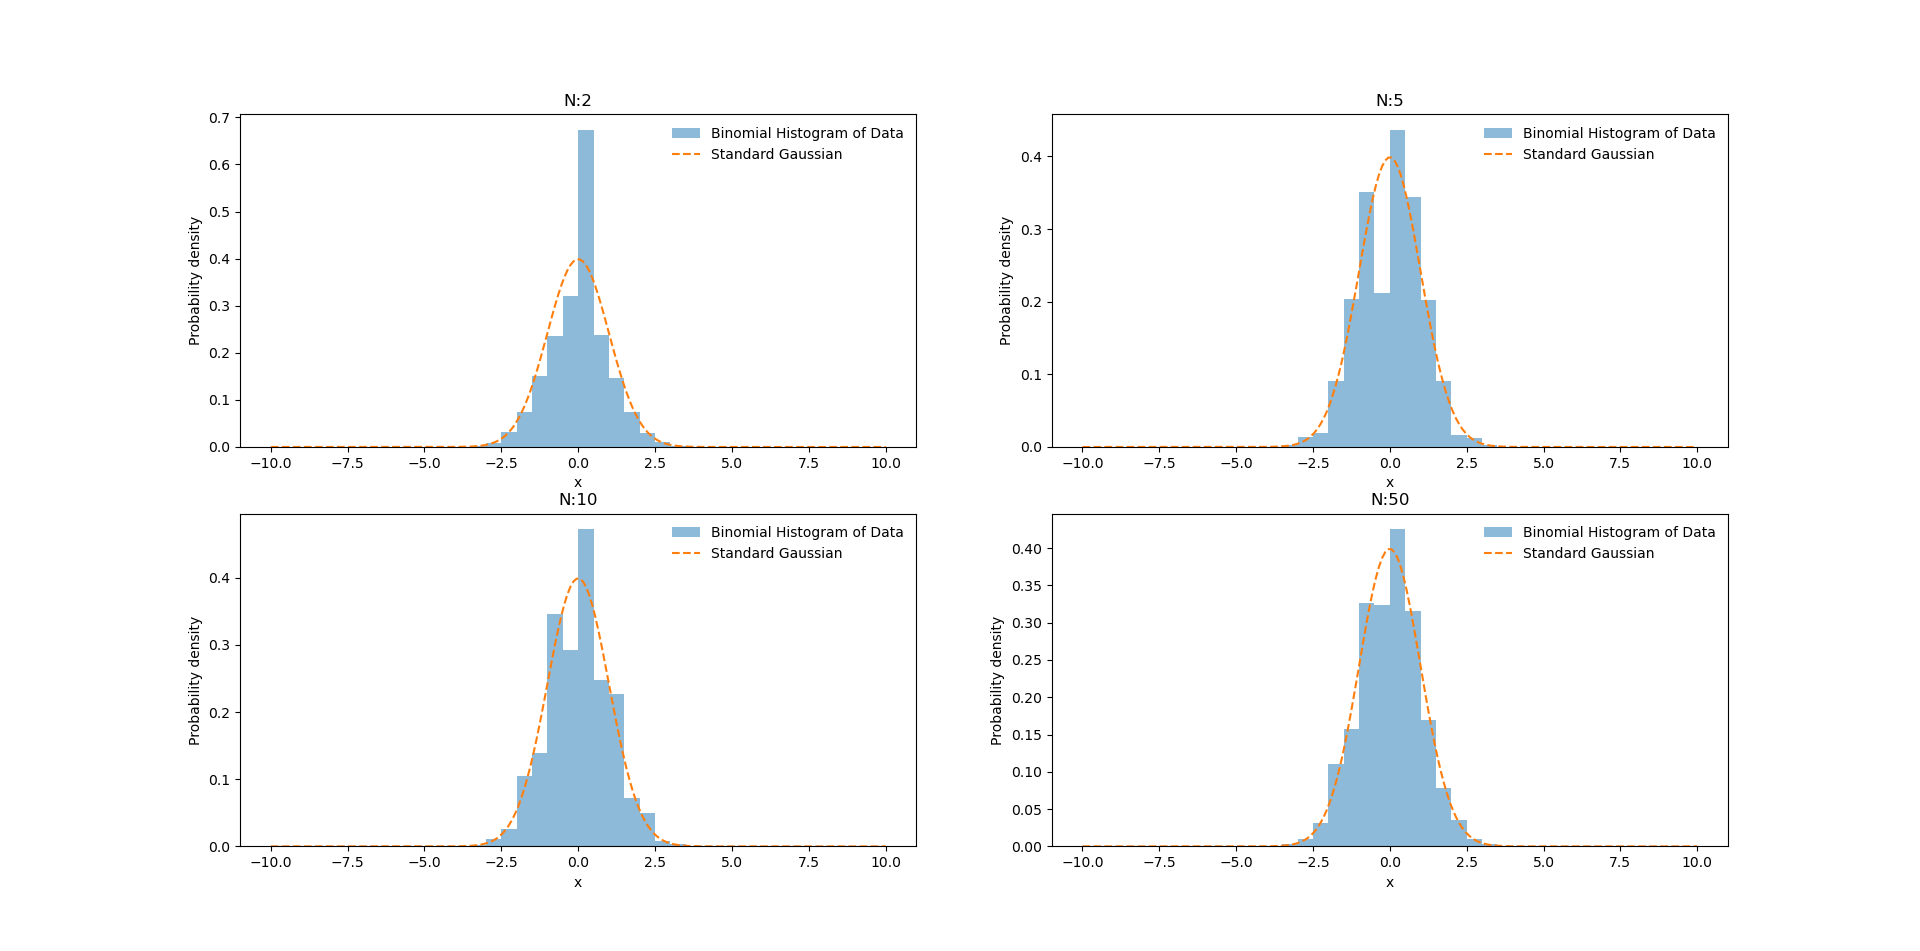 N:2
Binomial Histogram of Data
Standard Gaussian
Probability density
0.7
0.6
0.5
0.4
0.3
0.2
0.1
0.0
−10.0 −7.5 −5.0 −2.5 0.0 2.5 5.0 7.5 10.0
x
N:5
Binomial Histogram of Data
Standard Gaussian
Probability density
0.4
0.3
0.2
0.1
0.0
−10.0 −7.5 −5.0 −2.5 0.0 2.5 5.0 7.5 10.0
x
N:10
Binomial Histogram of Data
Standard Gaussian
Probability density
0.4
0.3
0.2
0.1
0.0
−10.0 −7.5 −5.0 −2.5 0.0 2.5 5.0 7.5 10.0
x
N:50
Binomial Histogram of Data
Standard Gaussian
Probability density
0.40
0.35
0.30
0.25
0.20
0.15
0.10
0.05
0.00
−10.0 −7.5 −5.0 −2.5 0.0 2.5 5.0 7.5 10.0
x